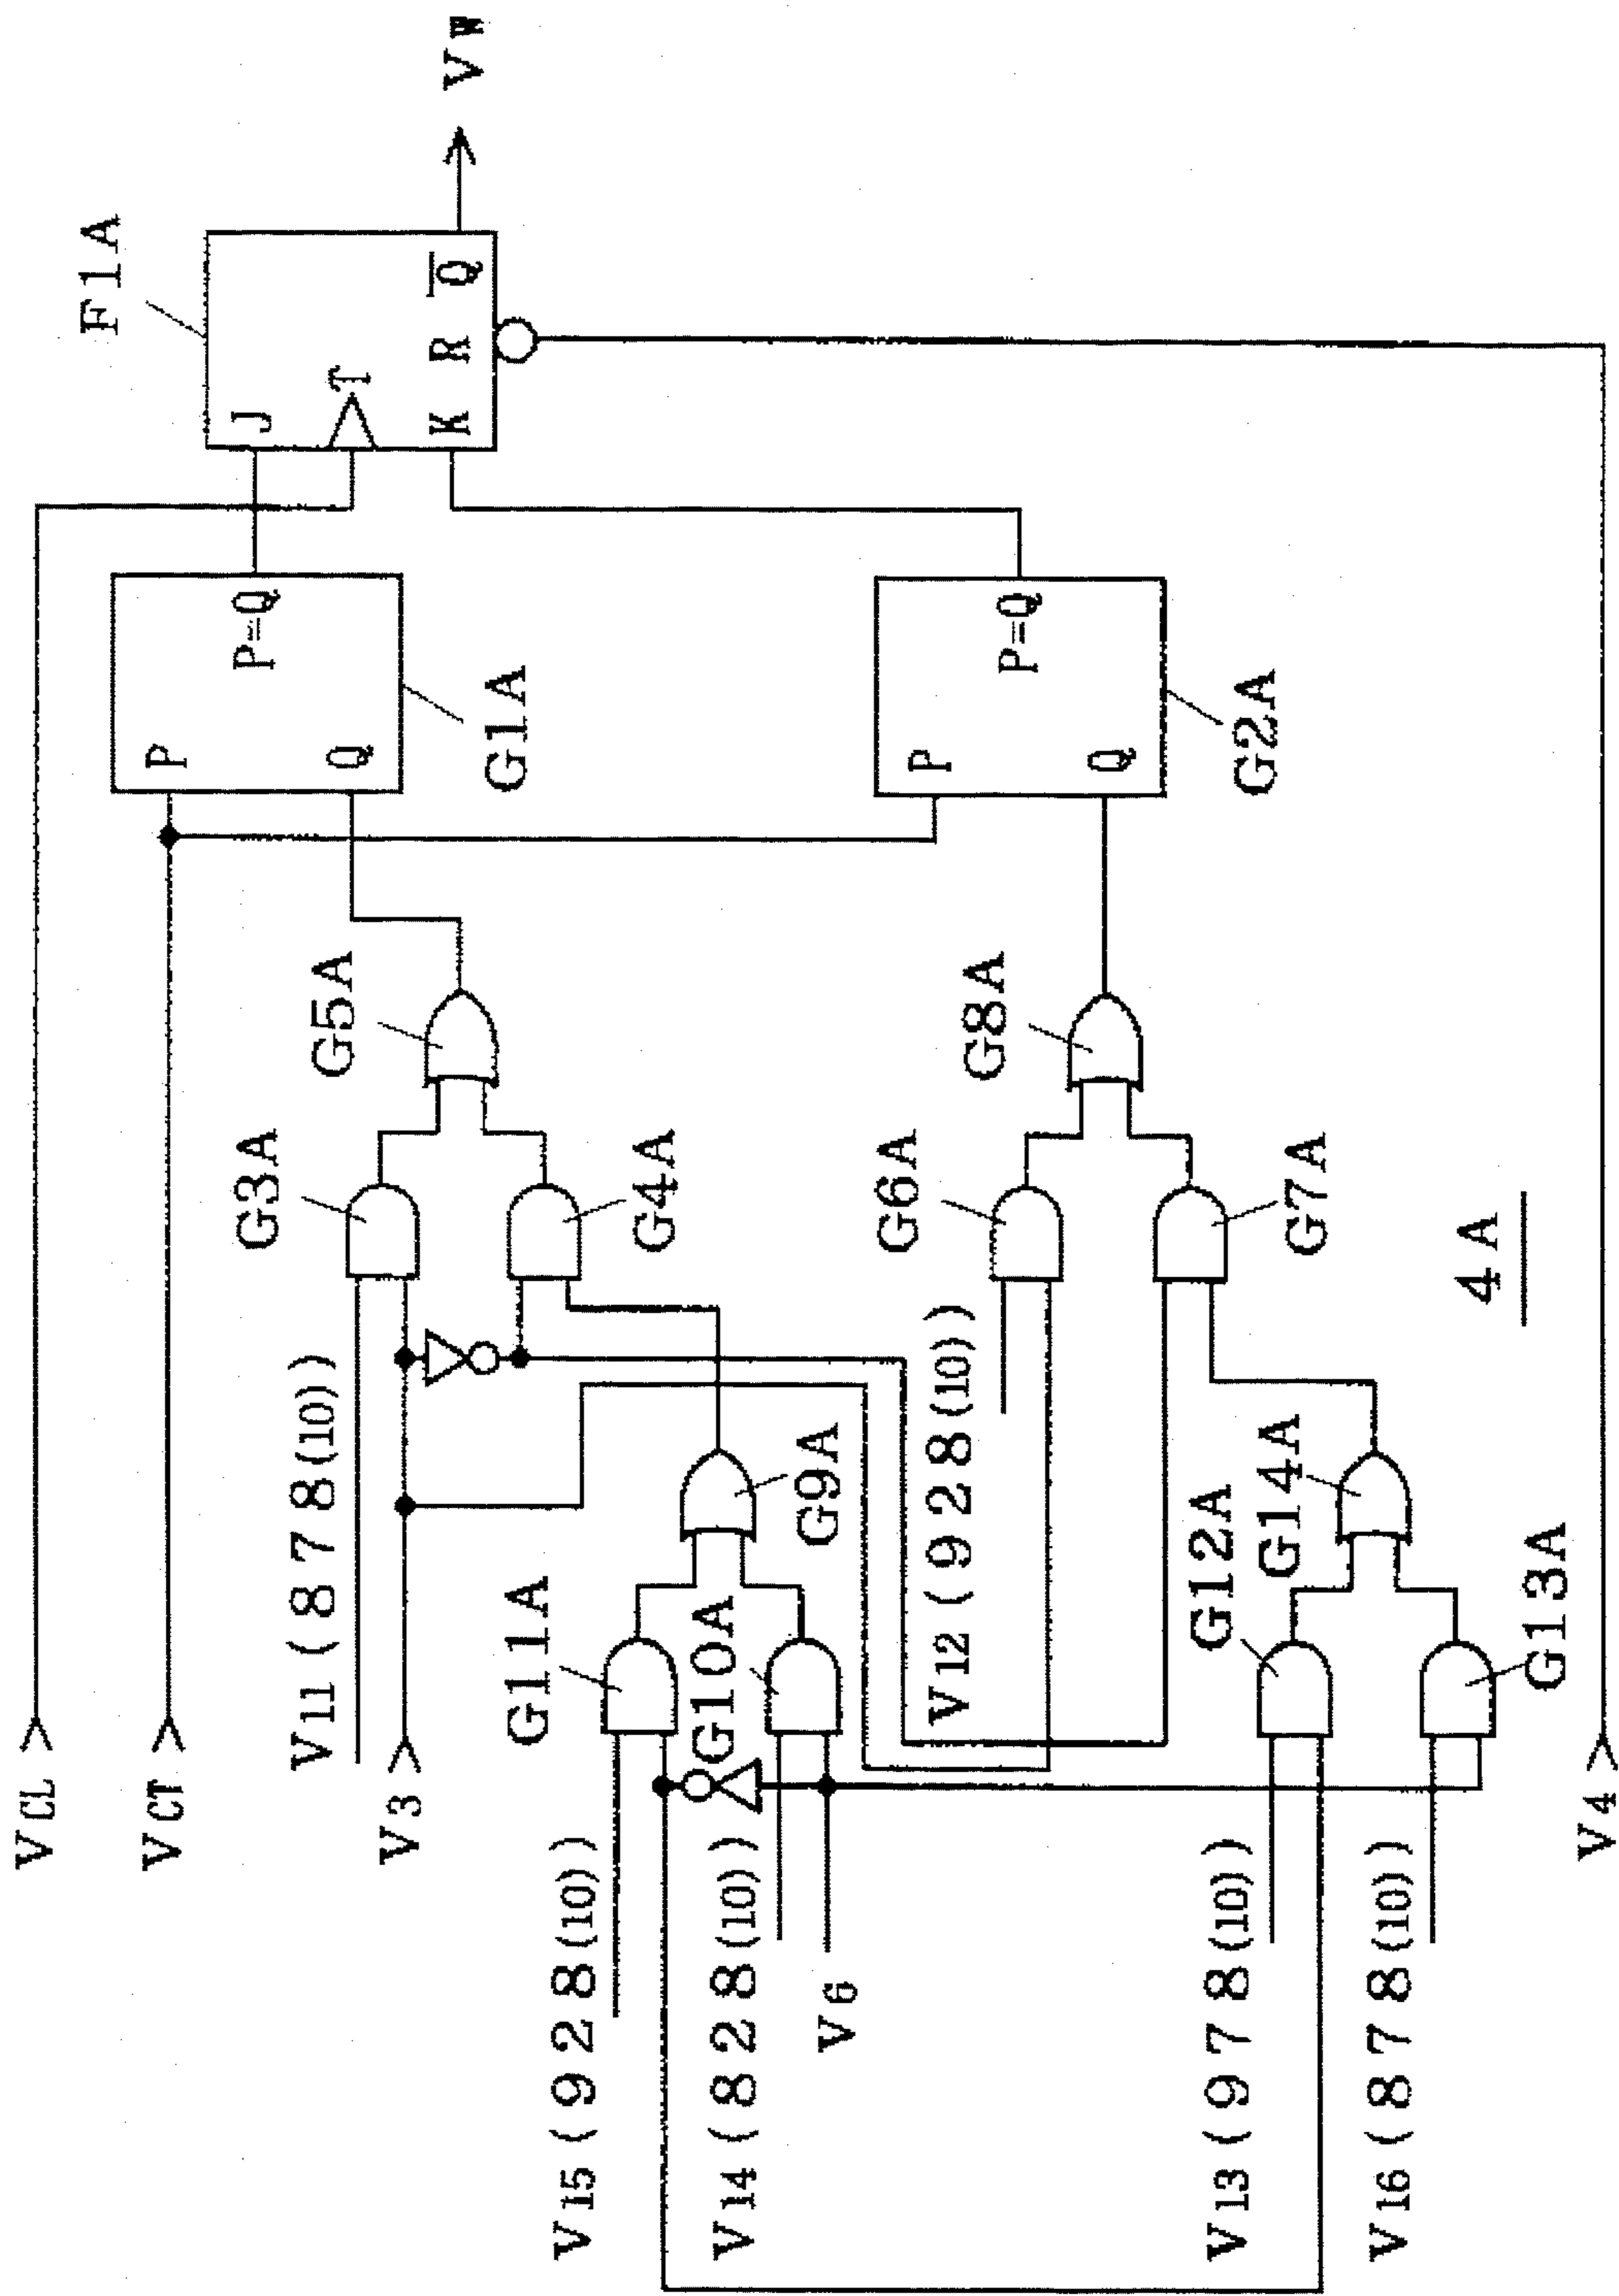 VCL
VCT
V11 (878(10))
V3
V15 (928(10))
V14 (828(10))
V6
V12 (928(10))
V13 (978(10))
V16 (878(10))
V4
G11A
G10A
G9A
G12A
G14A
G13A
G3A
G4A
G5A
G6A
G7A
G8A
P
Q
P=Q
G1A
P
Q
P=Q
G2A
F1A
J
T
K
R
Q̅
VW
4A